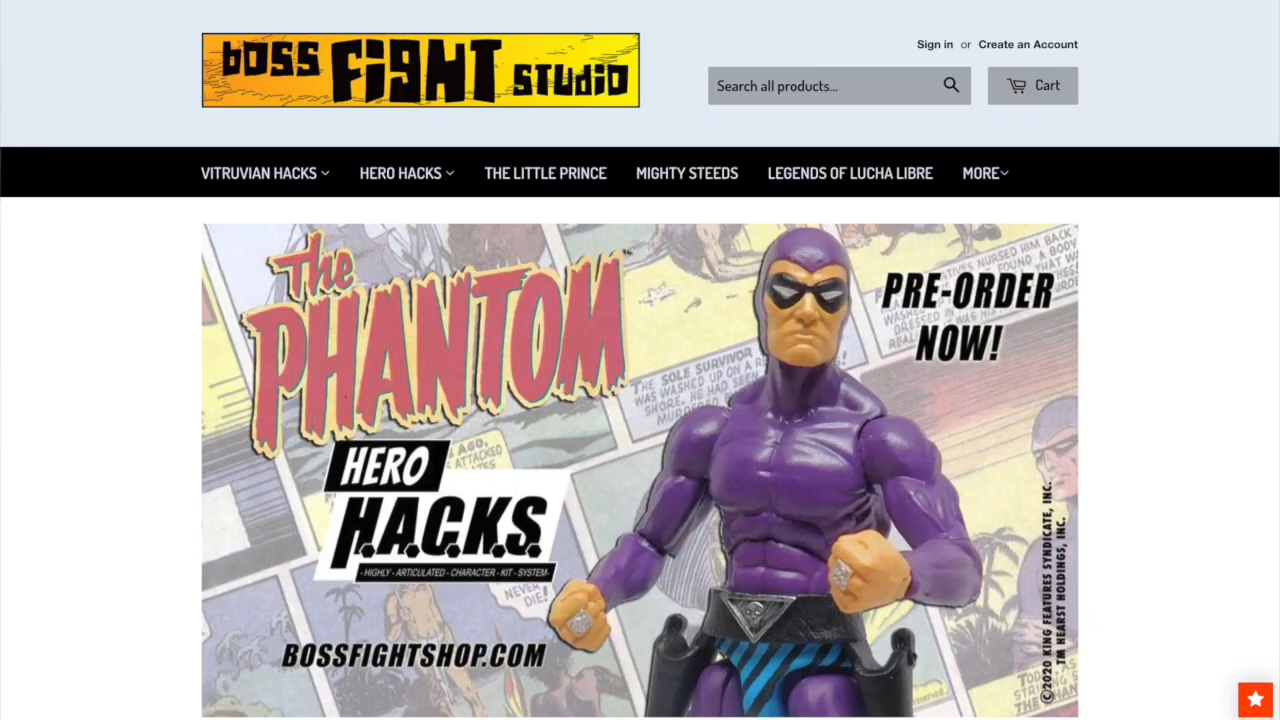 boss FiGHT studio
Sign in or Create an Account
Search all products...
Cart
VITRUVIAN HACKS
HERO HACKS
THE LITTLE PRINCE
MIGHTY STEEDS
LEGENDS OF LUCHA LIBRE
MORE
The
PHANTOM
PRE-ORDER
NOW!
THE SOLE SURVIVOR
WAS WASHED UP ON A
SHORE. HE HAD SEEN
AGO,
ATTACKED
HERO
H.A.C.K.S.
- HIGHLY - ARTICULATED - CHARACTER - KIT - SYSTEM-
NEVER
DIE!
BOSSFIGHTSHOP.COM
©2020 KING FEATURES SYNDICATE, INC.
TM HEARST HOLDINGS, INC.